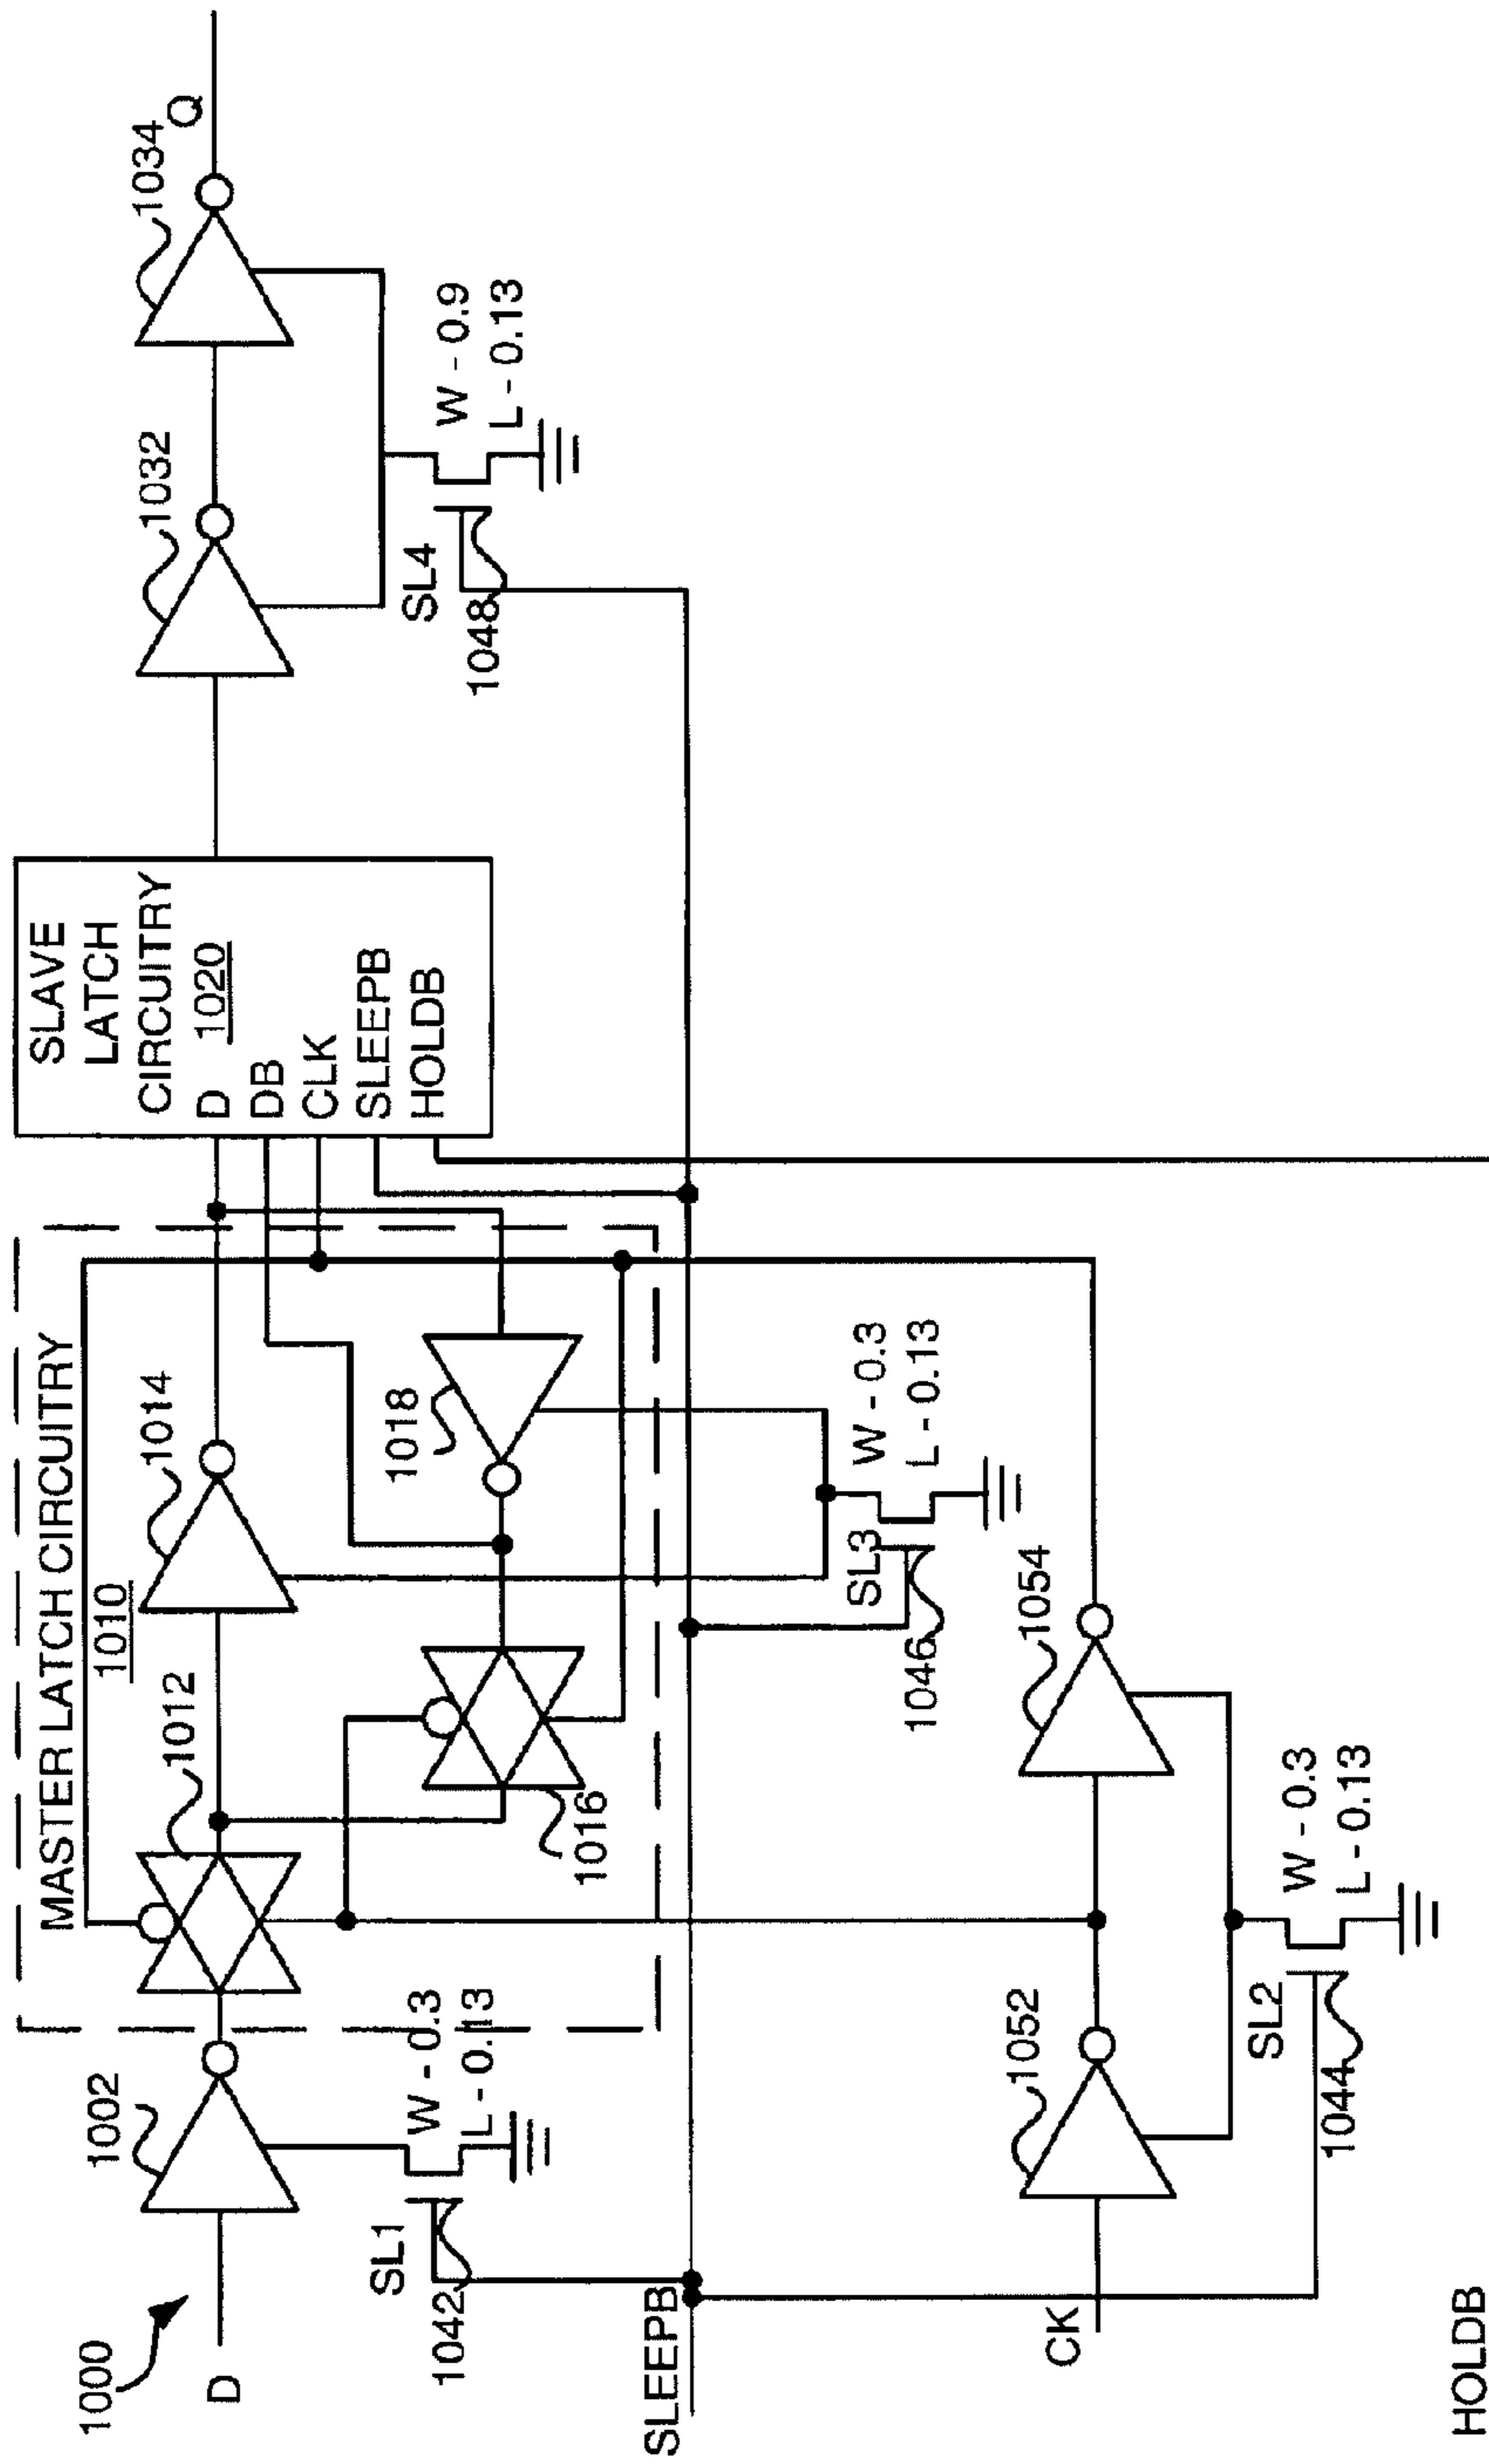 1000
D
1002
SL1
1042
W - 0.3
L - 0.13
MASTER LATCH CIRCUITRY
1010
1012
1014
1016
1018
SLAVE
LATCH
CIRCUITRY
1020
D
DB
CLK
SLEEPB
HOLDB
1032
1034
Q
SL4
1048
W - 0.9
L - 0.13
SLEEPB
SL3
1046
W - 0.3
L - 0.13
CK
1052
1054
SL2
1044
W - 0.3
L - 0.13
HOLDB